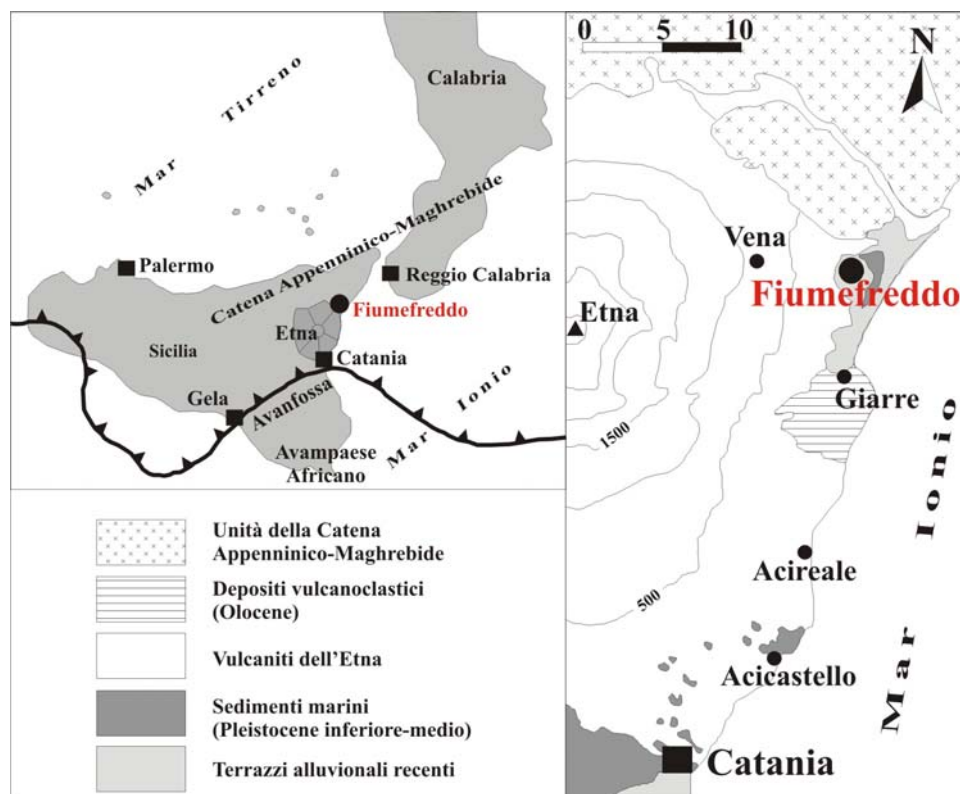 Calabria
Mar Tirreno
Catena Appenninico-Maghrebide
Palermo
Reggio Calabria
Fiumefreddo
Etna
Sicilia
Catania
Gela
Avanfossa
Mar Ionio
Avampaese
Africano
Unità della Catena
Appenninico-Maghrebide
Depositi vulcanoclastici
(Olocene)
Vulcaniti dell'Etna
Sedimenti marini
(Pleistocene inferiore-medio)
Terrazzi alluvionali recenti
0 5 10
N
Vena
Fiumefreddo
Etna
Giarre
1500
Mar Ionio
Acireale
500
Acicastello
Catania